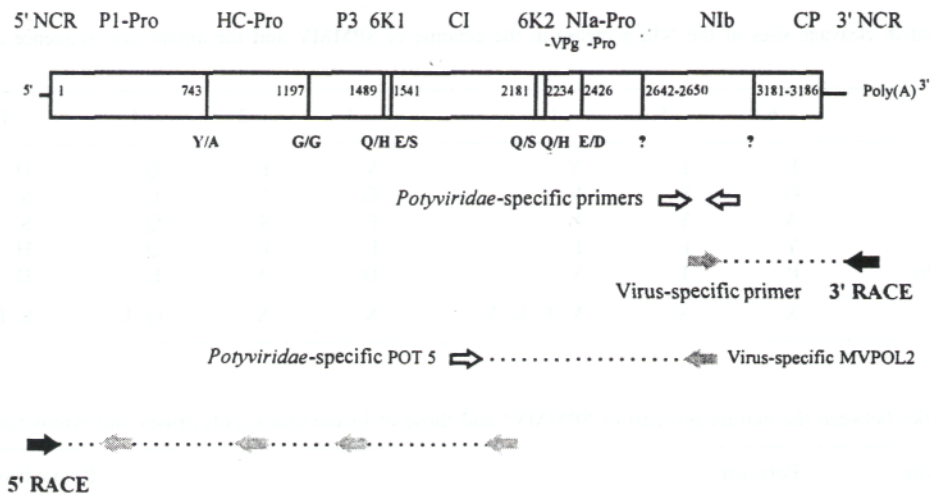 5' NCR P1-Pro HC-Pro P3 6K1 CI 6K2 NIa-Pro NIb CP 3' NCR
-VPg -Pro
5' 1 743 1197 1489 1541 2181 2234 2426 2642-2650 3181-3186 Poly(A) 3'
Y/A G/G Q/H E/S Q/S Q/H E/D ? ?
Potyviridae-specific primers
Virus-specific primer 3' RACE
Potyviridae-specific POT 5 Virus-specific MVPOL2
5' RACE